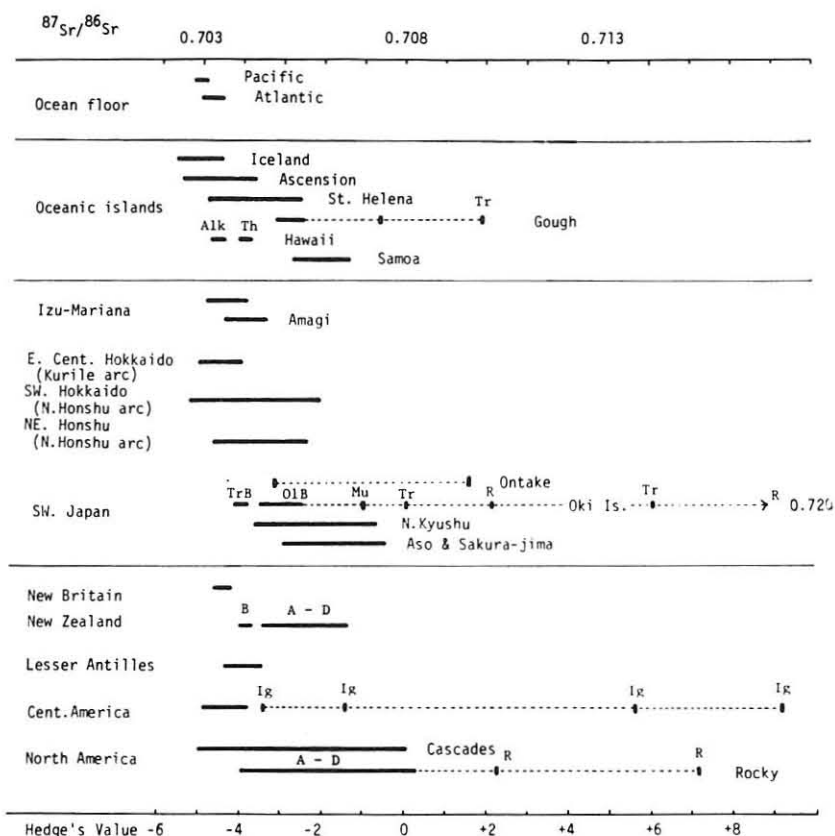 87Sr/86Sr
0.703 0.708 0.713
Pacific
Ocean floor Atlantic
Iceland
Ascension
Oceanic islands St. Helena Tr
Gough
Alk Th Hawaii
Samoa
Izu-Mariana
Amagi
E. Cent. Hokkaido
(Kurile arc)
SW. Hokkaido
(N.Honshu arc)
NE. Honshu
(N.Honshu arc)
Ontake
TrB OlB Mu Tr R Tr R
SW. Japan Oki Is. 0.720
N.Kyushu
Aso & Sakura-jima
New Britain
B A - D
New Zealand
Lesser Antilles
Ig Ig Ig Ig
Cent.America
North America Cascades R R
A - D
Rocky
Hedge's Value -6 -4 -2 0 +2 +4 +6 +8